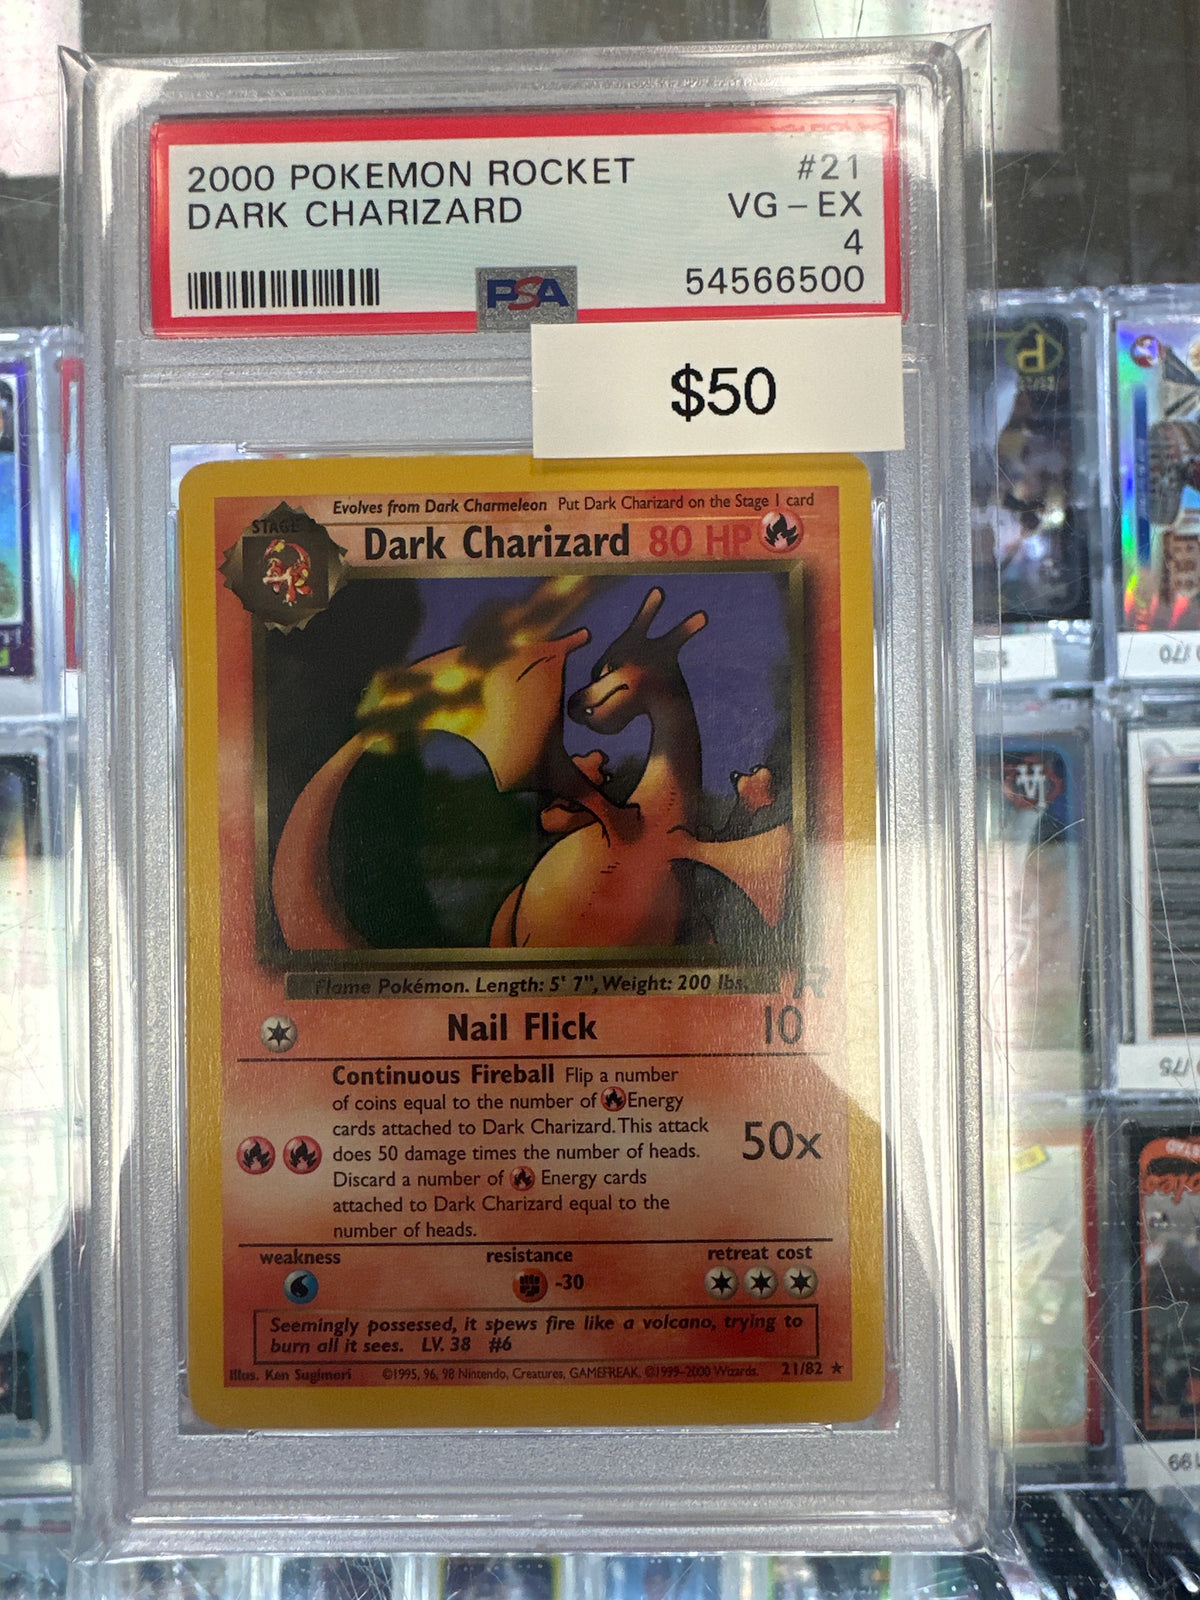 2000 POKEMON ROCKET #21
DARK CHARIZARD VG - EX
4
PSA 54566500
$50
Evolves from Dark Charmeleon Put Dark Charizard on the Stage 1 card
STAGE
Dark Charizard 80 HP
Flame Pokémon. Length: 5' 7", Weight: 200 lbs.
Nail Flick 10
Continuous Fireball Flip a number
of coins equal to the number of Energy
cards attached to Dark Charizard. This attack
does 50 damage times the number of heads. 50x
Discard a number of Energy cards
attached to Dark Charizard equal to the
number of heads.
weakness resistance retreat cost
-30
Seemingly possessed, it spews fire like a volcano, trying to
burn all it sees. LV. 38 #6
Illus. Ken Sugimori ©1995, 96, 98 Nintendo, Creatures, GAMEFREAK. ©1999-2000 Wizards. 21/82 ★